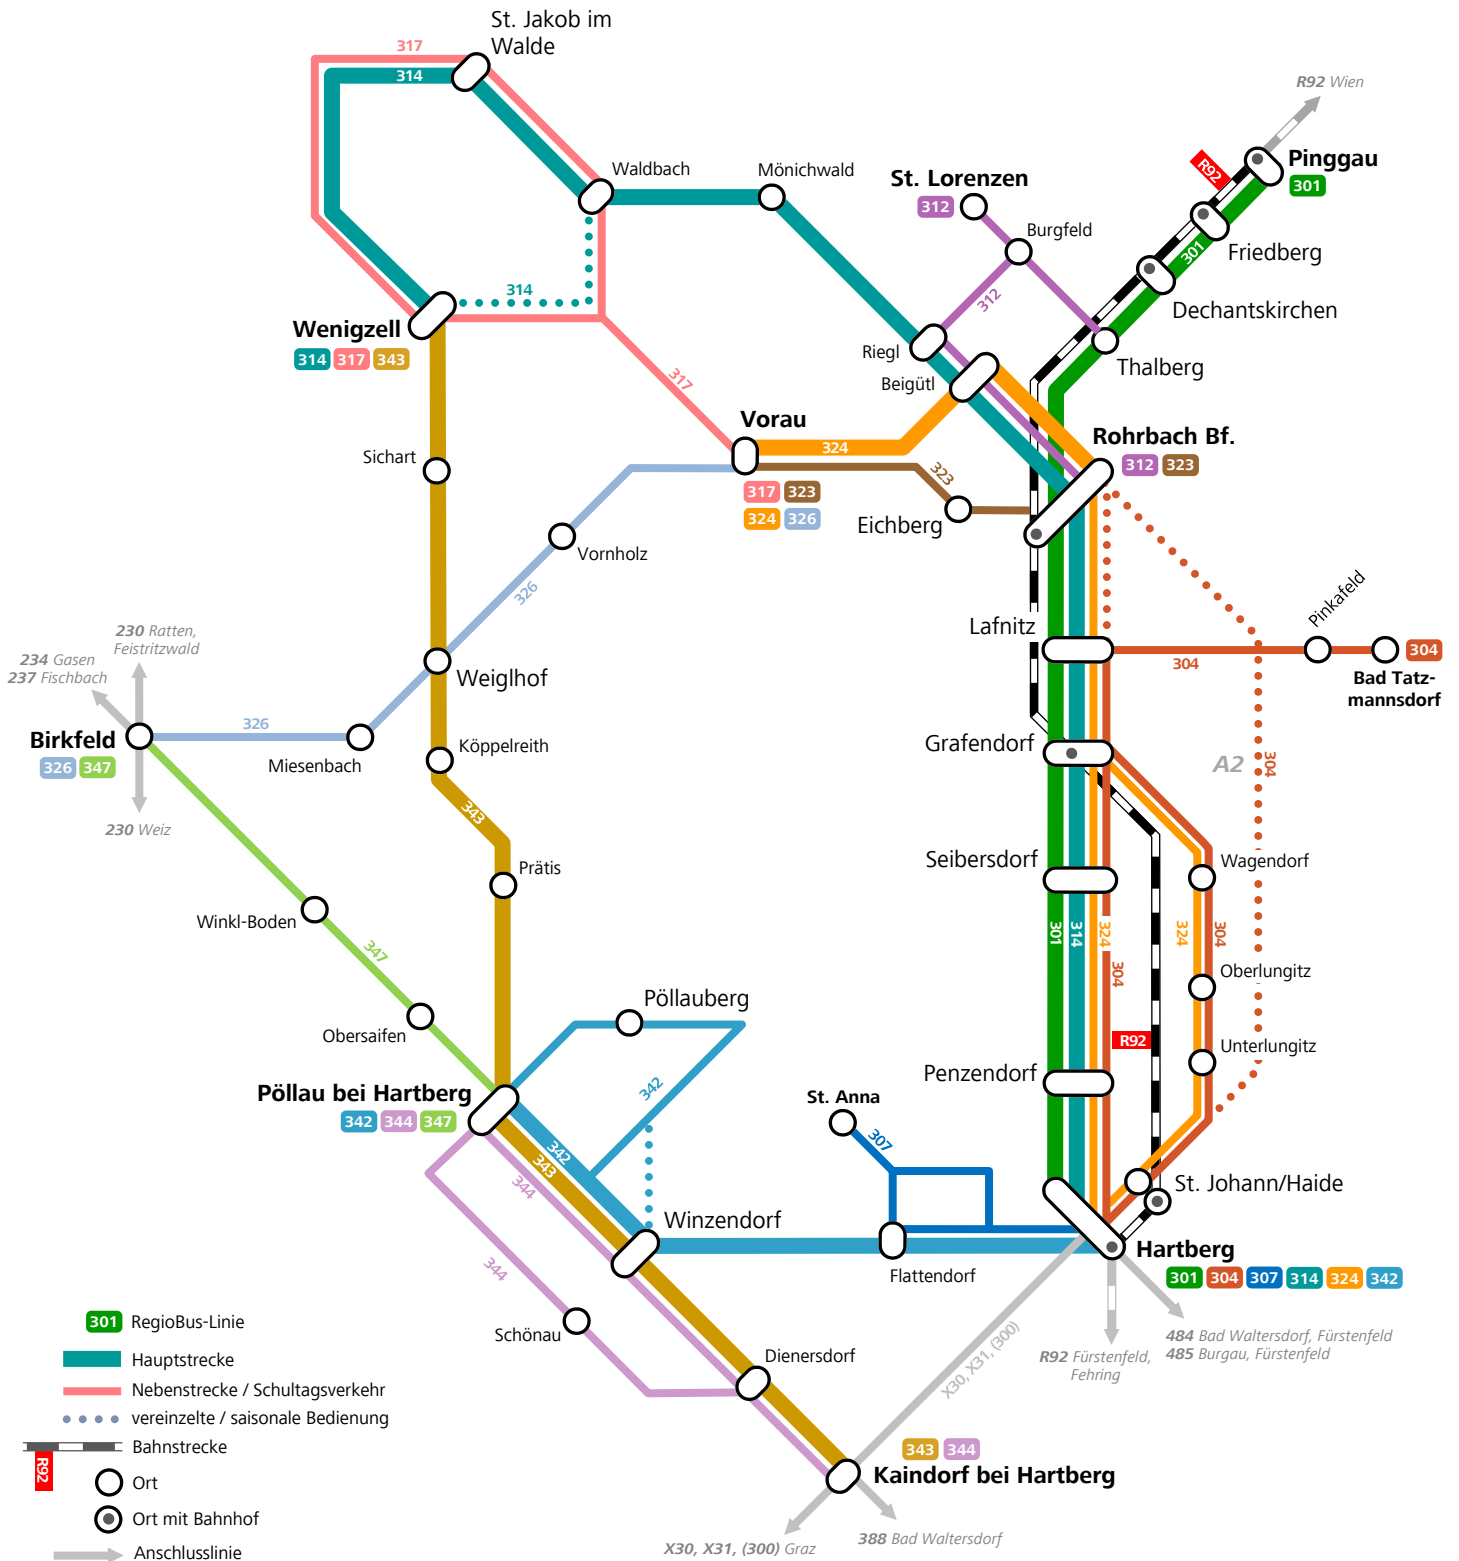 St. Jakob im
Walde
317
314
R92 Wien
Waldbach
Mönichwald
St. Lorenzen
312
Pinggau
301
R92
Burgfeld
Friedberg
301
312
314
Dechantskirchen
Wenigzell
314 317 343
Riegl
Beigütl
Thalberg
317
Vorau
324
Rohrbach Bf.
312 323
Sichart
323
317 323
324 326
Eichberg
Vornholz
326
Lafnitz
Pinkafeld
304
304
Bad Tatz-
mannsdorf
230 Ratten,
Feistritzwald
234 Gasen
237 Fischbach
Weiglhof
Birkfeld
326 347
326
Miesenbach
Köppelreith
Grafendorf
A2
304
230 Weiz
343
Prätis
Seibersdorf
Wagendorf
Winkl-Boden
347
301
314
324
304
324
304
Oberlungitz
Pöllauberg
Obersaifen
R92
Unterlungitz
Penzendorf
342
Pöllau bei Hartberg
342 344 347
St. Anna
307
342
343
344
St. Johann/Haide
Winzendorf
344
Flattendorf
Hartberg
301 304 307 314 324 342
Schönau
X30, X31, (300)
R92 Fürstenfeld,
Fehring
484 Bad Waltersdorf, Fürstenfeld
485 Burgau, Fürstenfeld
Dienersdorf
343 344
Kaindorf bei Hartberg
X30, X31, (300) Graz
388 Bad Waltersdorf
301 RegioBus-Linie
Hauptstrecke
Nebenstrecke / Schultagsverkehr
vereinzelte / saisonale Bedienung
Bahnstrecke
R92
Ort
Ort mit Bahnhof
Anschlusslinie